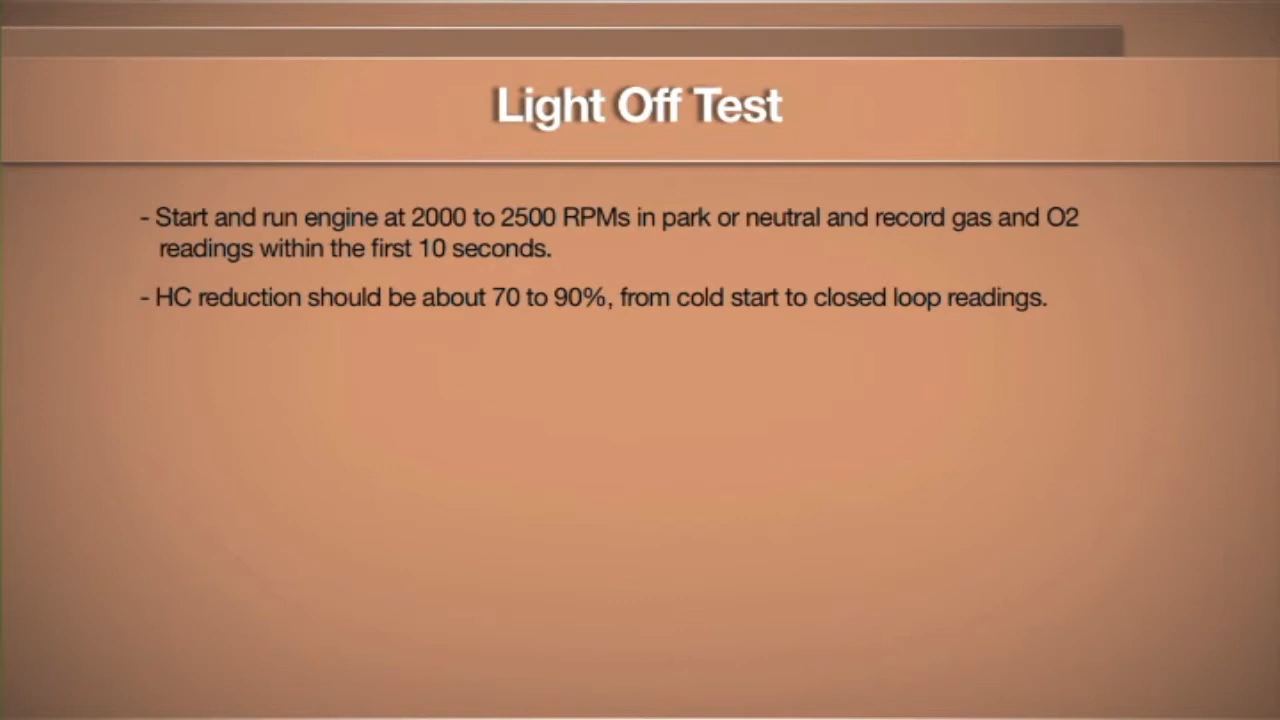 Light Off Test
- Start and run engine at 2000 to 2500 RPMs in park or neutral and record gas and O2
readings within the first 10 seconds.
- HC reduction should be about 70 to 90%, from cold start to closed loop readings.